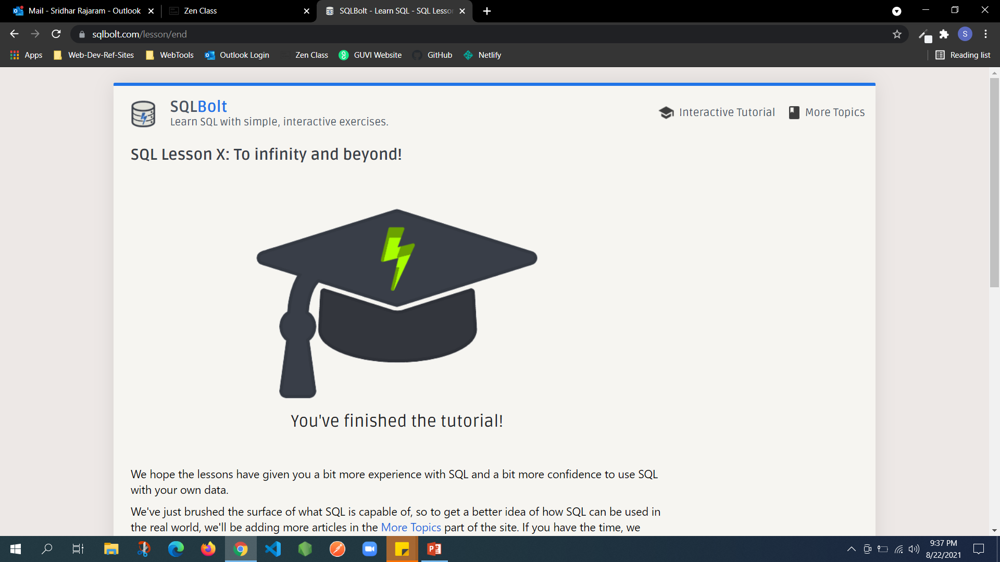 Mail - Sridhar Rajaram - Outlook
Zen Class
SQLBolt - Learn SQL - SQL Lesson
sqlbolt.com/lesson/end
S
Apps
Web-Dev-Ref-Sites
WebTools
Outlook Login
Zen Class
GUVI Website
GitHub
Netlify
Reading list
SQLBolt
Learn SQL with simple, interactive exercises.
Interactive Tutorial
More Topics
SQL Lesson X: To infinity and beyond!
You've finished the tutorial!
We hope the lessons have given you a bit more experience with SQL and a bit more confidence to use SQL
with your own data.
We've just brushed the surface of what SQL is capable of, so to get a better idea of how SQL can be used in
the real world, we'll be adding more articles in the More Topics part of the site. If you have the time, we
9:37 PM
8/22/2021